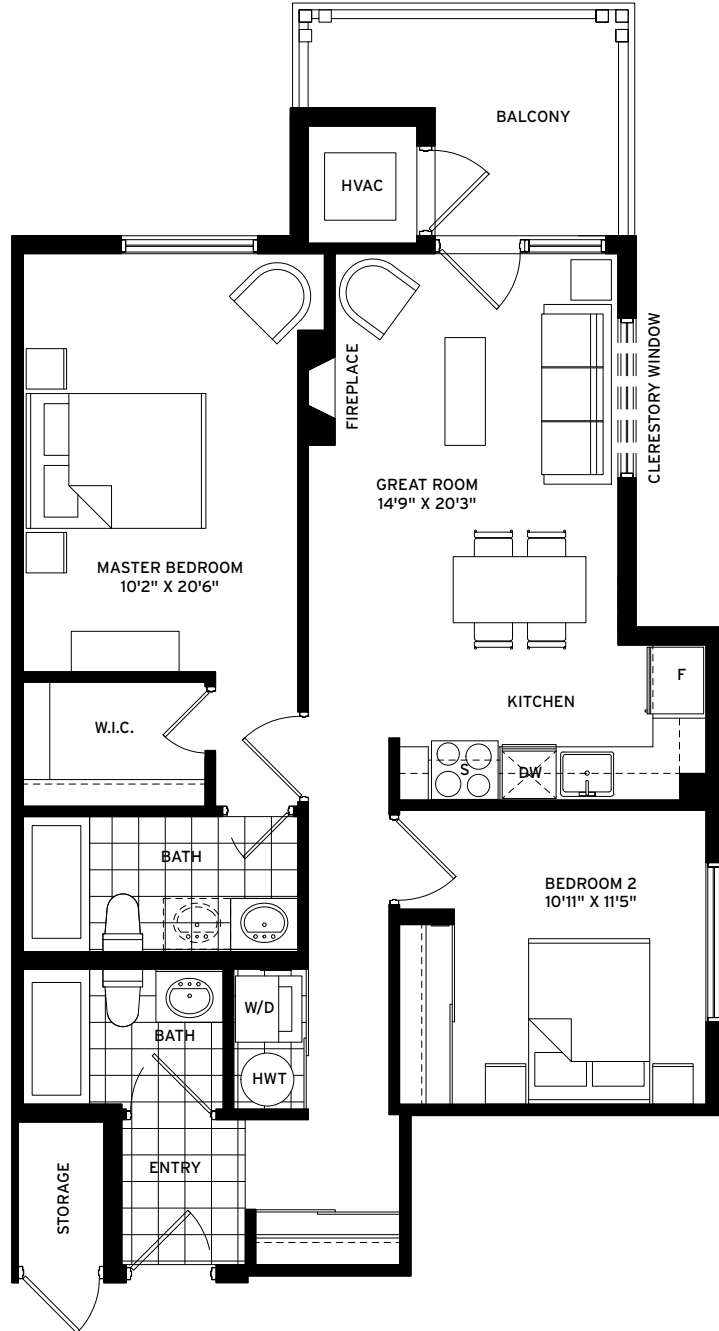 BALCONY
HVAC
FIREPLACE
CLERESTORY WINDOW
GREAT ROOM
14'9" X 20'3"
MASTER BEDROOM
10'2" X 20'6"
F
KITCHEN
W.I.C.
S
DW
BATH
BEDROOM 2
10'11" X 11'5"
W/D
BATH
HWT
ENTRY
STORAGE